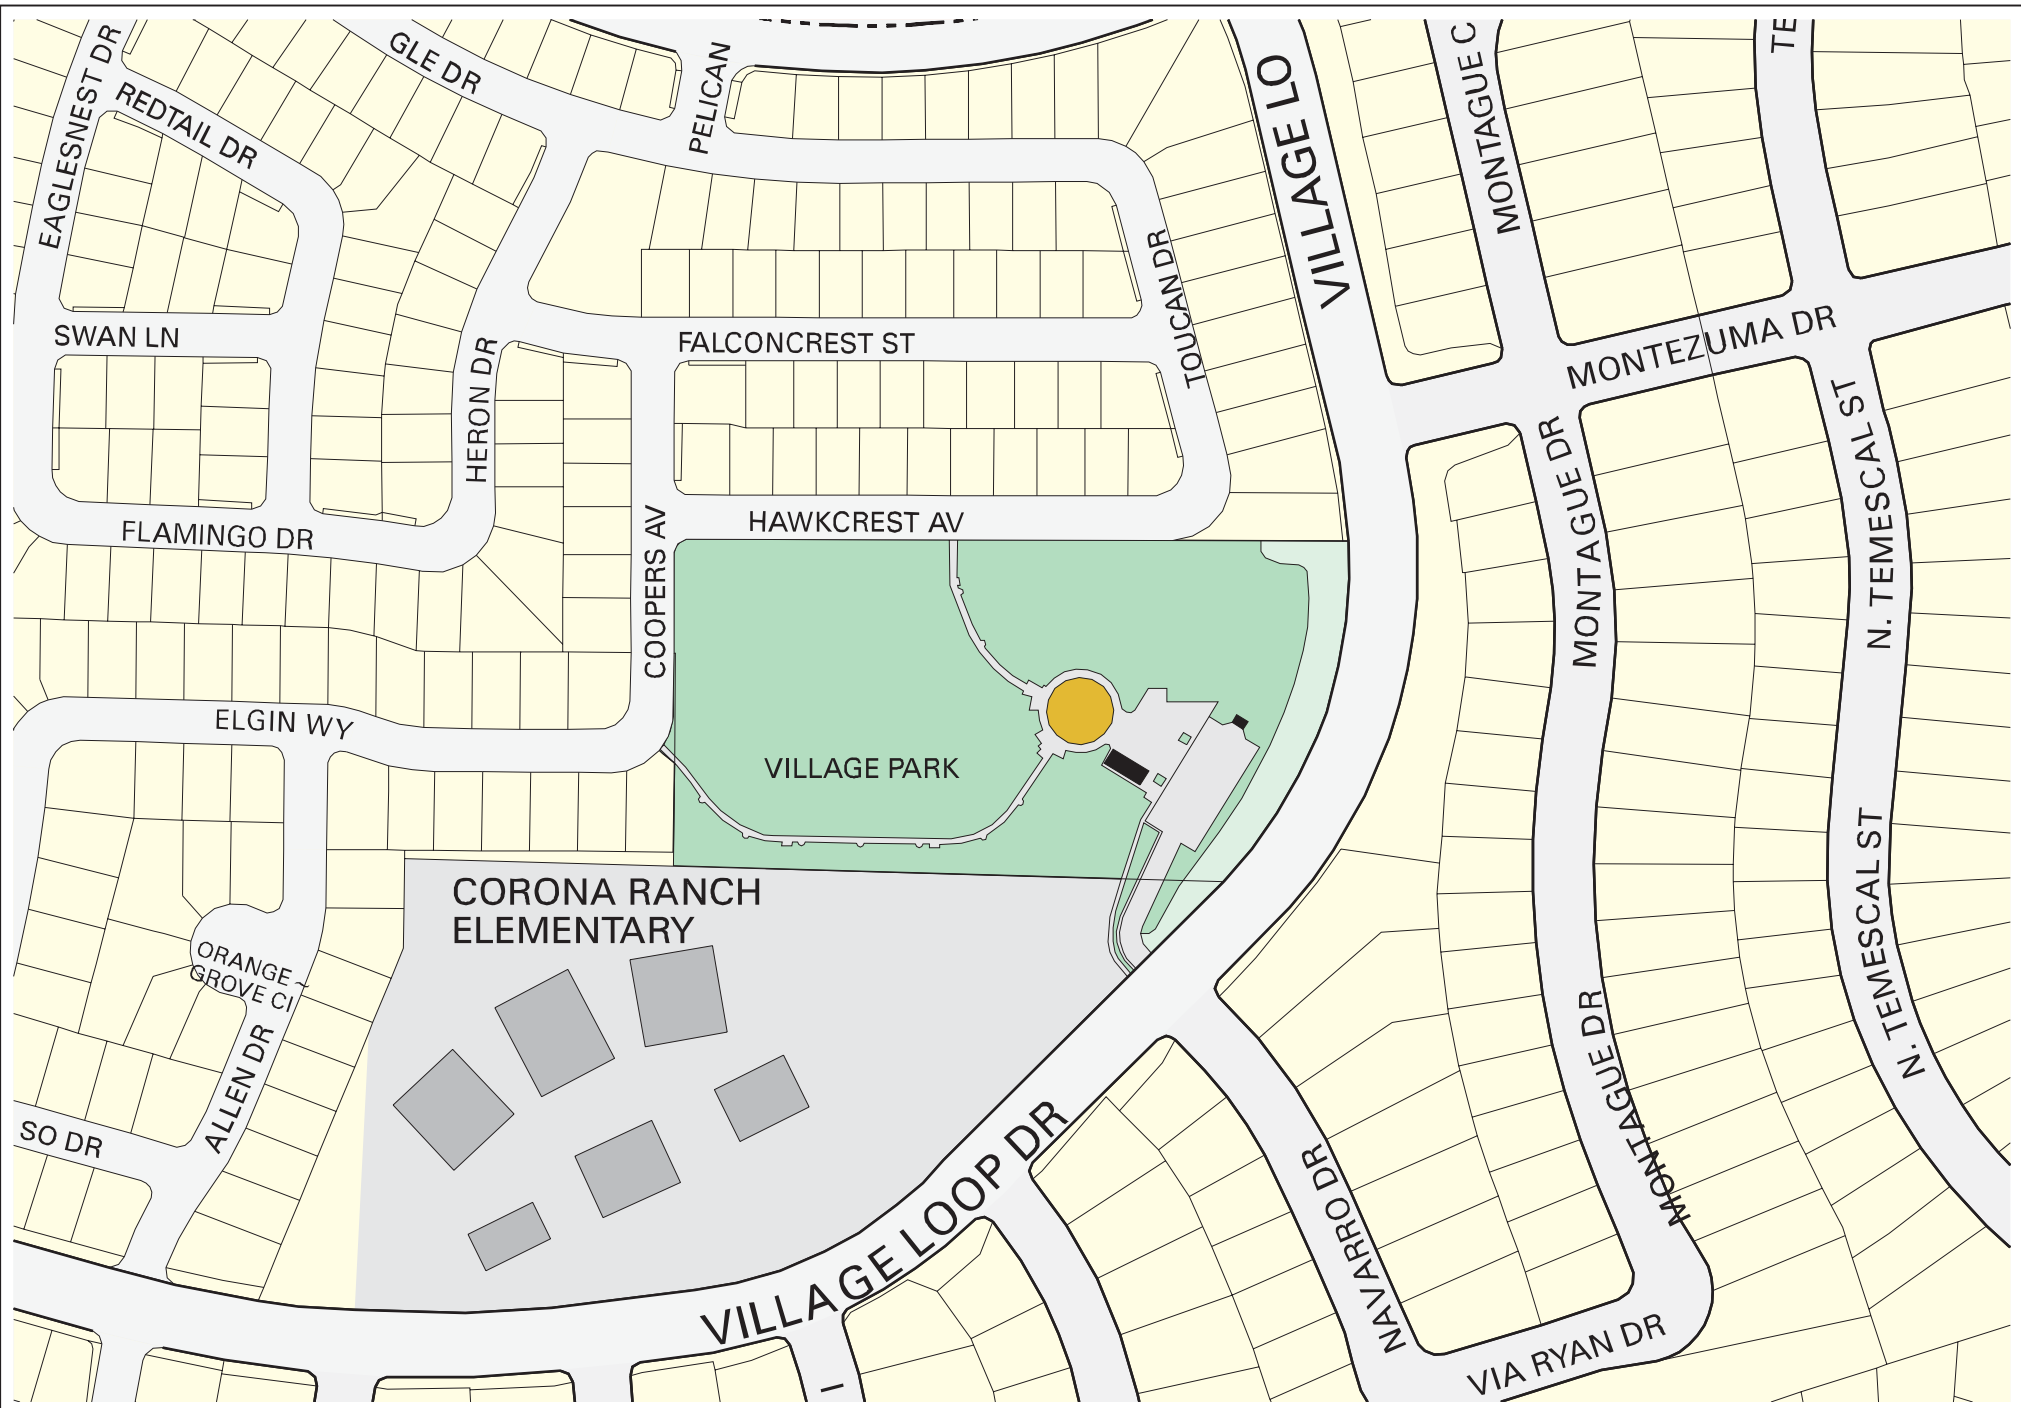 EAGLESNEST DR
REDTAIL DR
GLE DR
PELICAN
VILLAGE LO
MONTAGUE C
TE
SWAN LN
HERON DR
FALCONCREST ST
TOUCAN DR
MONTEZUMA DR
FLAMINGO DR
COOPERS AV
HAWKCREST AV
MONTAGUE DR
N. TEMESCAL ST
ELGIN WY
VILLAGE PARK
CORONA RANCH
ELEMENTARY
ORANGE ~
GROVE CI
ALLEN DR
SO DR
VILLAGE LOOP DR
NAVARRO DR
MONTAGUE DR
MONTAGUE
N. TEMESCAL ST
VIA RYAN DR
I